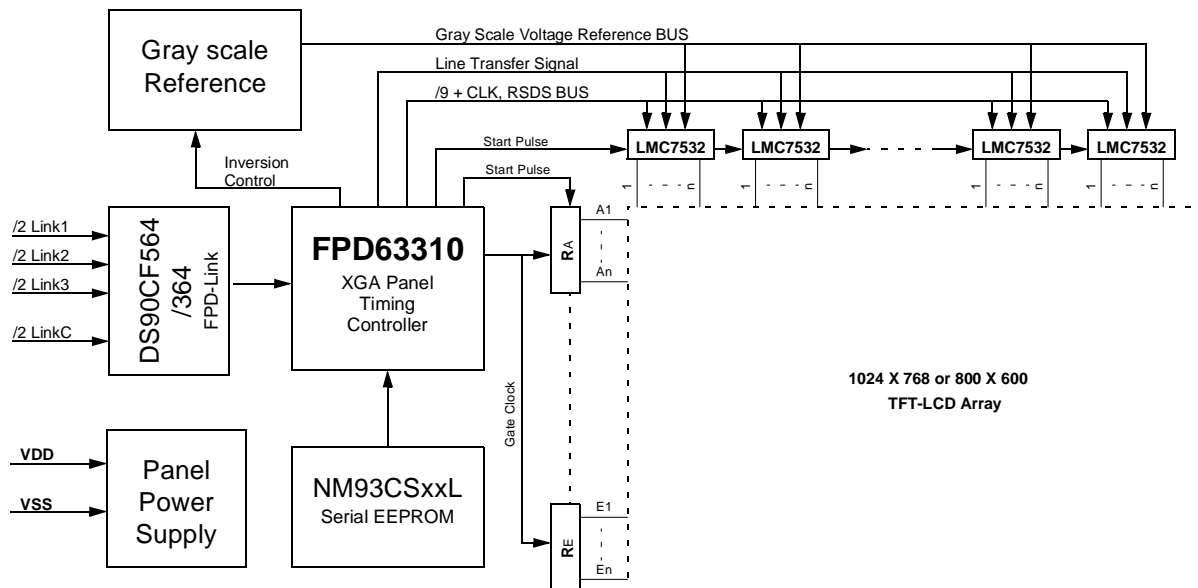 Gray scale
Reference
Gray Scale Voltage Reference BUS
Line Transfer Signal
/9 + CLK, RSDS BUS
Start Pulse
LMC7532
LMC7532
LMC7532
LMC7532
Inversion
Control
Start Pulse
1
n
1
n
1
n
1
n
/2 Link1
/2 Link2
/2 Link3
/2 LinkC
DS90CF564
/364
FPD-Link
FPD63310
XGA Panel
Timing
Controller
RA
A1
An
Gate Clock
1024 X 768 or 800 X 600
TFT-LCD Array
VDD
VSS
Panel
Power
Supply
NM93CSxxL
Serial EEPROM
RE
E1
En